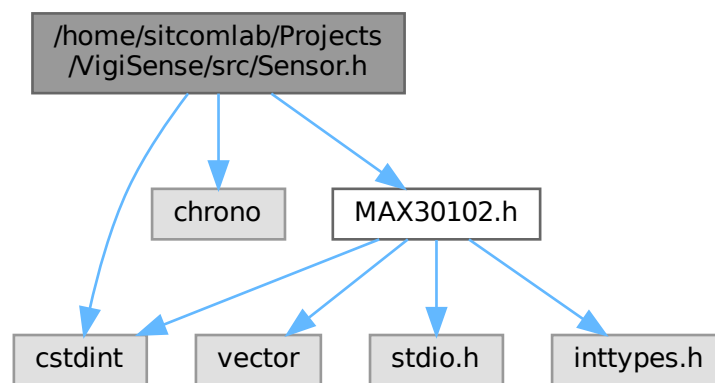 /home/sitcomlab/Projects
/VigiSense/src/Sensor.h
chrono
MAX30102.h
cstdint
vector
stdio.h
inttypes.h